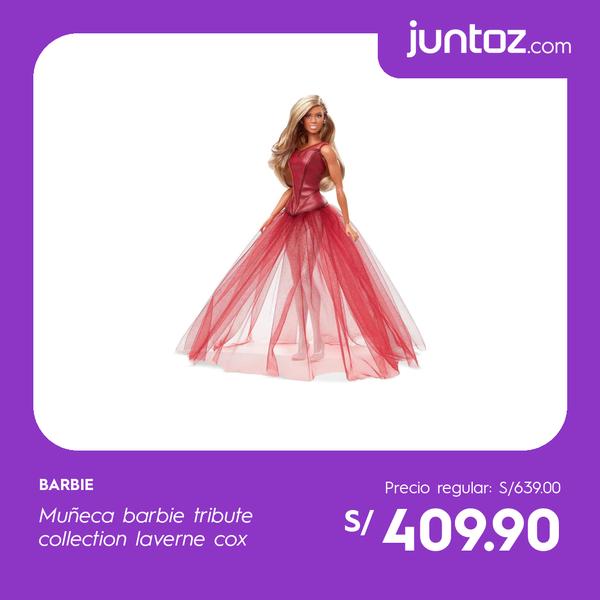 juntoz.com
BARBIE
Muñeca barbie tribute
collection laverne cox
Precio regular: S/639.00
S/ 409.90